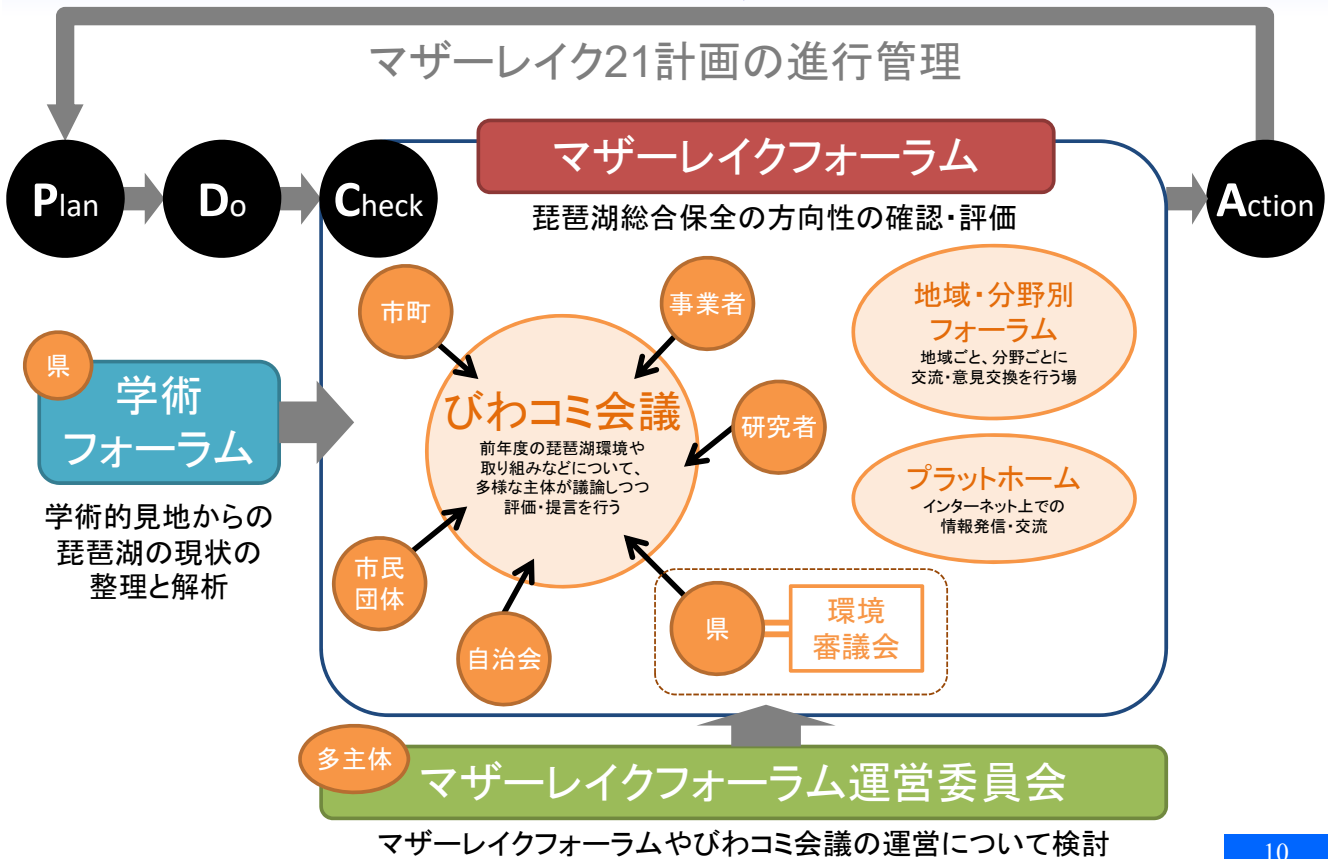 マザーレイク21計画の進行管理
Plan
Do
Check
Action
マザーレイクフォーラム
琵琶湖総合保全の方向性の確認・評価
市町
事業者
研究者
市民
団体
自治会
県
環境
審議会
びわコミ会議
前年度の琵琶湖環境や
取り組みなどについて、
多様な主体が議論しつつ
評価・提言を行う
地域・分野別
フォーラム
地域ごと、分野ごとに
交流・意見交換を行う場
プラットホーム
インターネット上での
情報発信・交流
県
学術
フォーラム
学術的見地からの
琵琶湖の現状の
整理と解析
多主体
マザーレイクフォーラム運営委員会
マザーレイクフォーラムやびわコミ会議の運営について検討
10